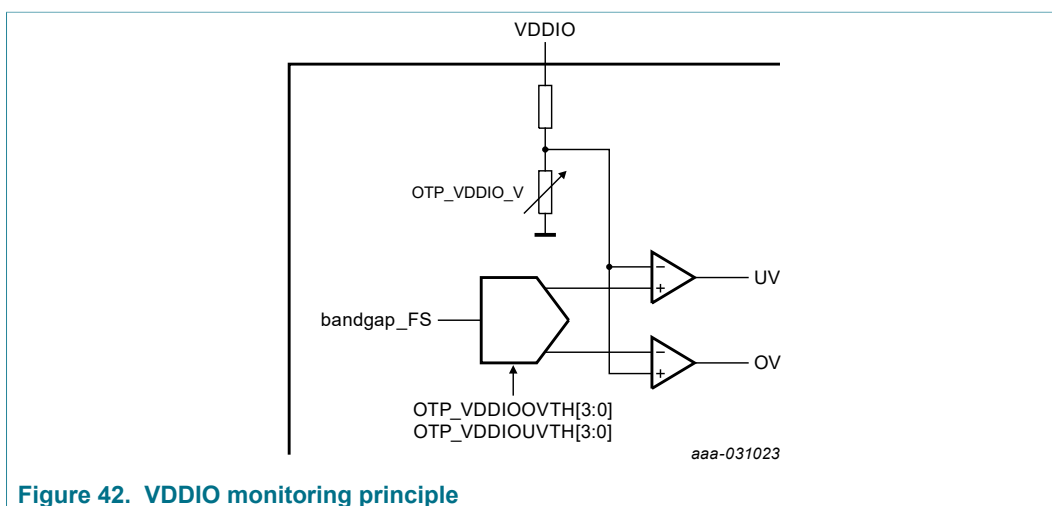 VDDIO
OTP_VDDIO_V
−
+
UV
bandgap_FS
−
+
OV
OTP_VDDIOOVTH[3:0]
OTP_VDDIOUVTH[3:0]
aaa-031023
Figure 42. VDDIO monitoring principle